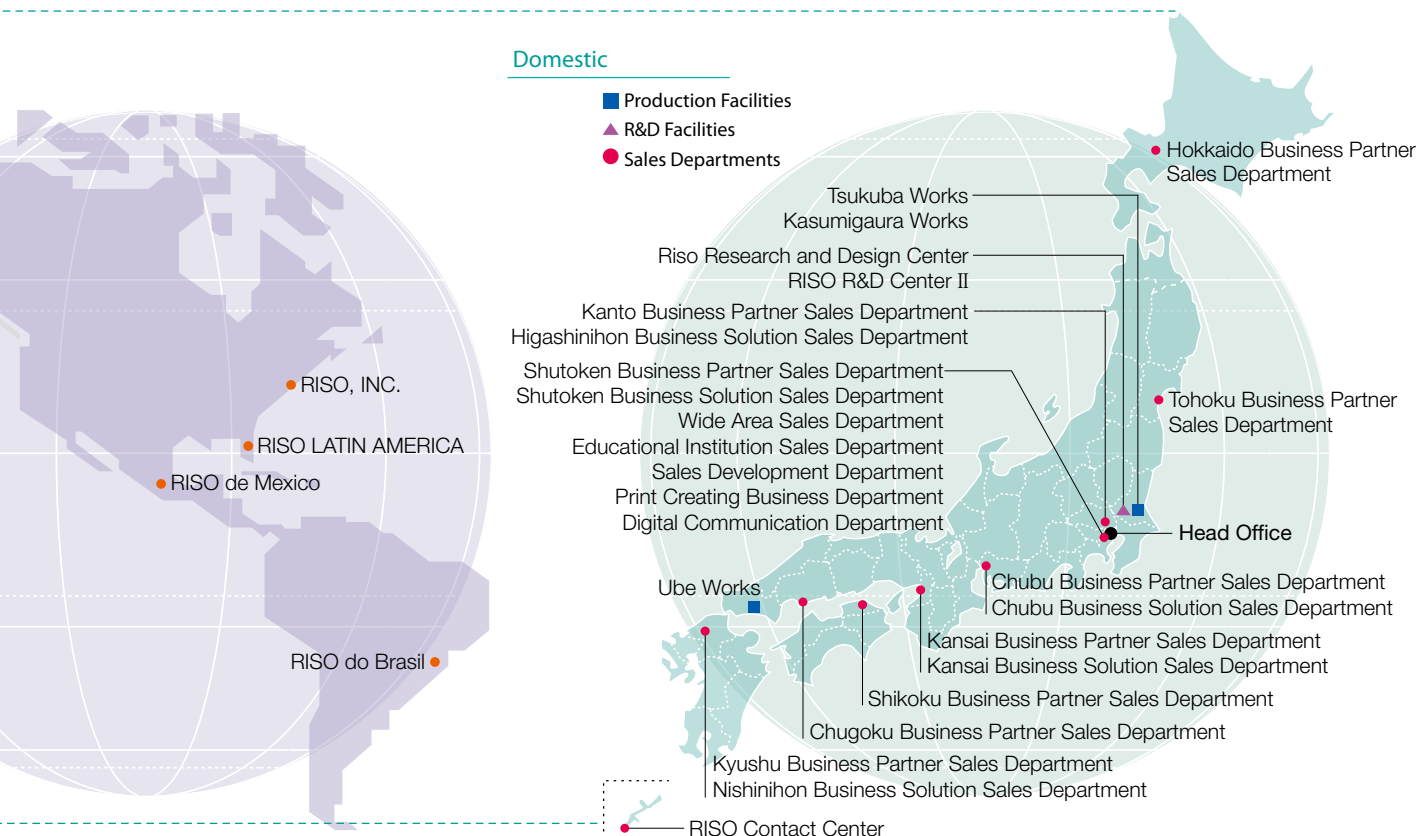 Domestic
Production Facilities
R&D Facilities
Sales Departments
Hokkaido Business Partner
Sales Department
Tsukuba Works
Kasumigaura Works
Riso Research and Design Center
RISO R&D Center II
Kanto Business Partner Sales Department
Higashinihon Business Solution Sales Department
Shutoken Business Partner Sales Department
Shutoken Business Solution Sales Department
Wide Area Sales Department
Educational Institution Sales Department
Sales Development Department
Print Creating Business Department
Digital Communication Department
Tohoku Business Partner
Sales Department
Head Office
RISO, INC.
RISO LATIN AMERICA
RISO de Mexico
RISO do Brasil
Ube Works
Chubu Business Partner Sales Department
Chubu Business Solution Sales Department
Kansai Business Partner Sales Department
Kansai Business Solution Sales Department
Shikoku Business Partner Sales Department
Chugoku Business Partner Sales Department
Kyushu Business Partner Sales Department
Nishinihon Business Solution Sales Department
RISO Contact Center